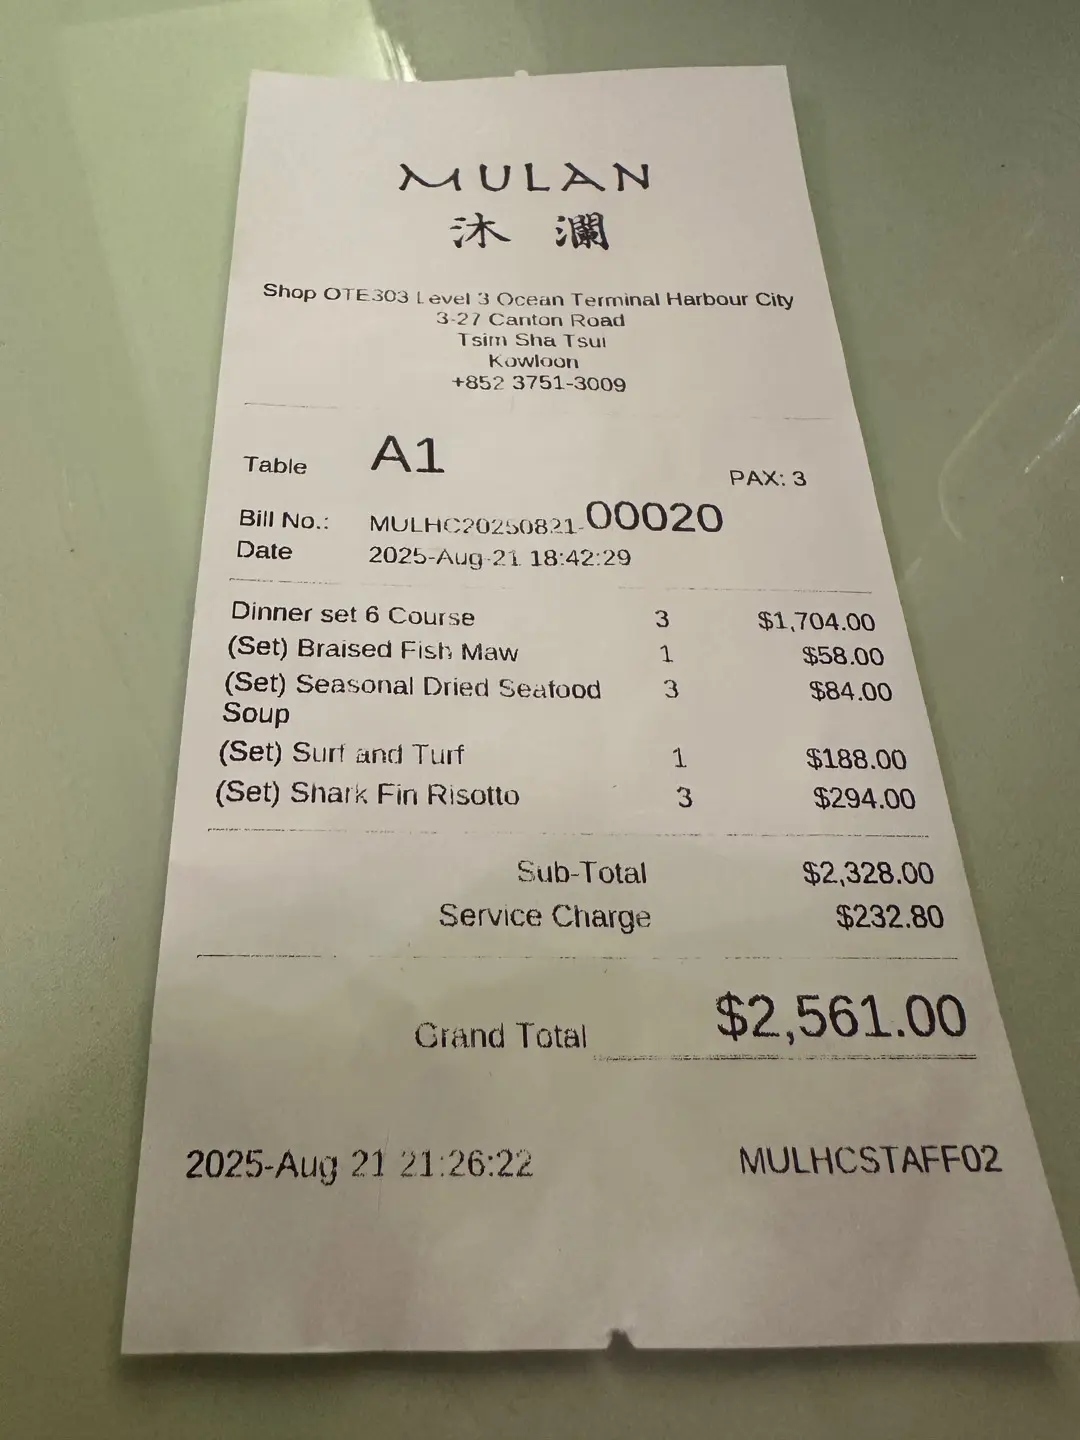 MULAN
沐瀾
Shop OTE303 Level 3 Ocean Terminal Harbour City
3-27 Canton Road
Tsim Sha Tsui
Kowloon
+852 3751-3009
Table A1 PAX: 3
Bill No.: MULHC20250821-00020
Date 2025-Aug-21 18:42:29
Dinner set 6 Course 3 $1,704.00
(Set) Braised Fish Maw 1 $58.00
(Set) Seasonal Dried Seafood 3 $84.00
Soup
(Set) Surf and Turf 1 $188.00
(Set) Shark Fin Risotto 3 $294.00
Sub-Total $2,328.00
Service Charge $232.80
Grand Total $2,561.00
2025-Aug 21 21:26:22 MULHCSTAFF02